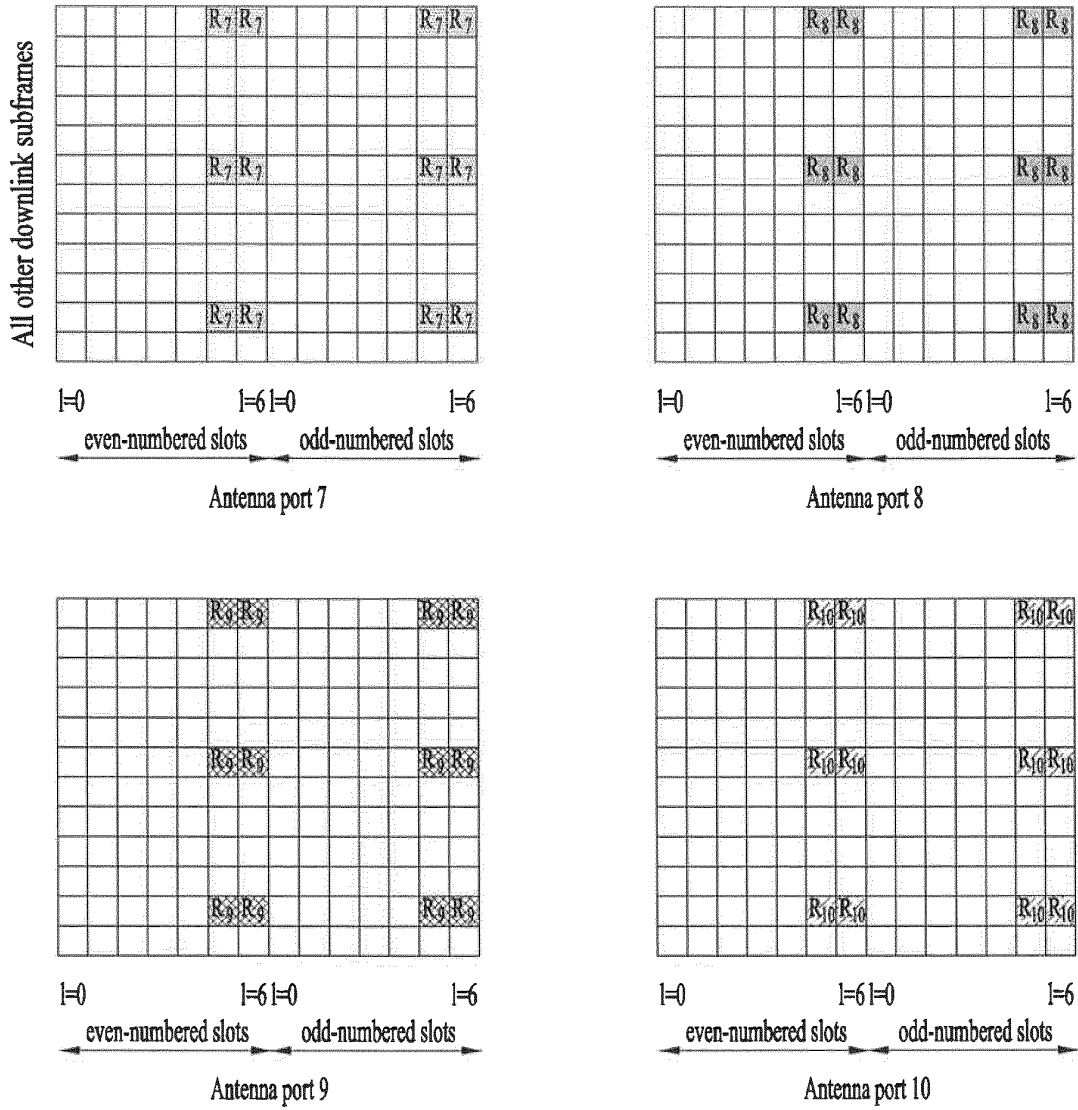 All other downlink subframes
R7 R7 R7 R7 R8 R8 R8 R8
R7 R7 R7 R7 R8 R8 R8 R8
R7 R7 R7 R7 R8 R8 R8 R8
l=0 l=6 l=0 l=6 l=0 l=6 l=0 l=6
even-numbered slots odd-numbered slots even-numbered slots odd-numbered slots
Antenna port 7 Antenna port 8
R9 R9 R9 R9 R10 R10 R10 R10
R9 R9 R9 R9 R10 R10 R10 R10
R9 R9 R9 R9 R10 R10 R10 R10
l=0 l=6 l=0 l=6 l=0 l=6 l=0 l=6
even-numbered slots odd-numbered slots even-numbered slots odd-numbered slots
Antenna port 9 Antenna port 10